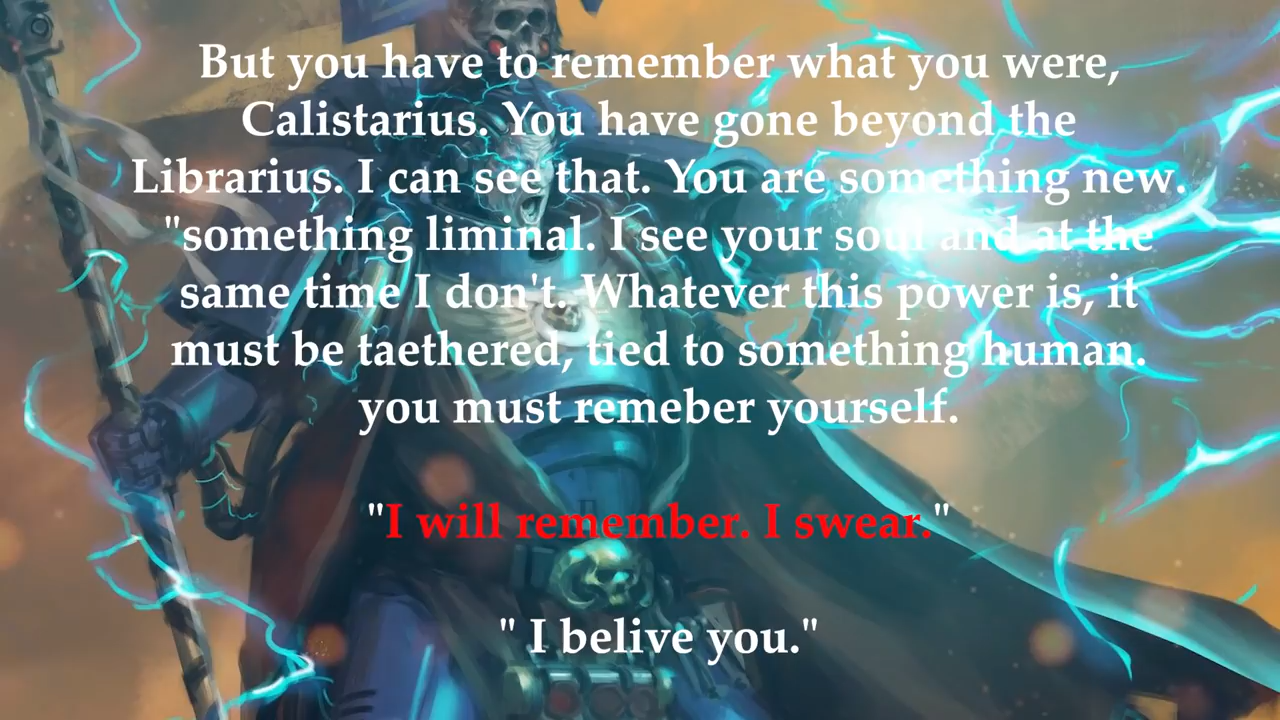 But you have to remember what you were,
Calistarius. You have gone beyond the
Librarius. I can see that. You are something new.
"something liminal. I see your soul and at the
same time I don't. Whatever this power is, it
must be taethered, tied to something human.
you must remeber yourself.
"I will remember. I swear."
" I belive you."